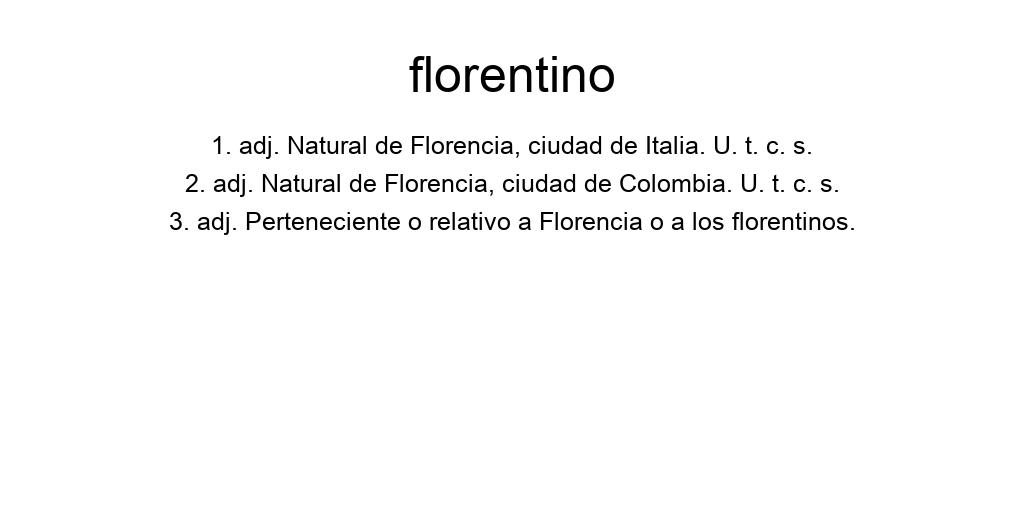 florentino
1. adj. Natural de Florencia, ciudad de Italia. U. t. c. s.
2. adj. Natural de Florencia, ciudad de Colombia. U. t. c. s.
3. adj. Perteneciente o relativo a Florencia o a los florentinos.